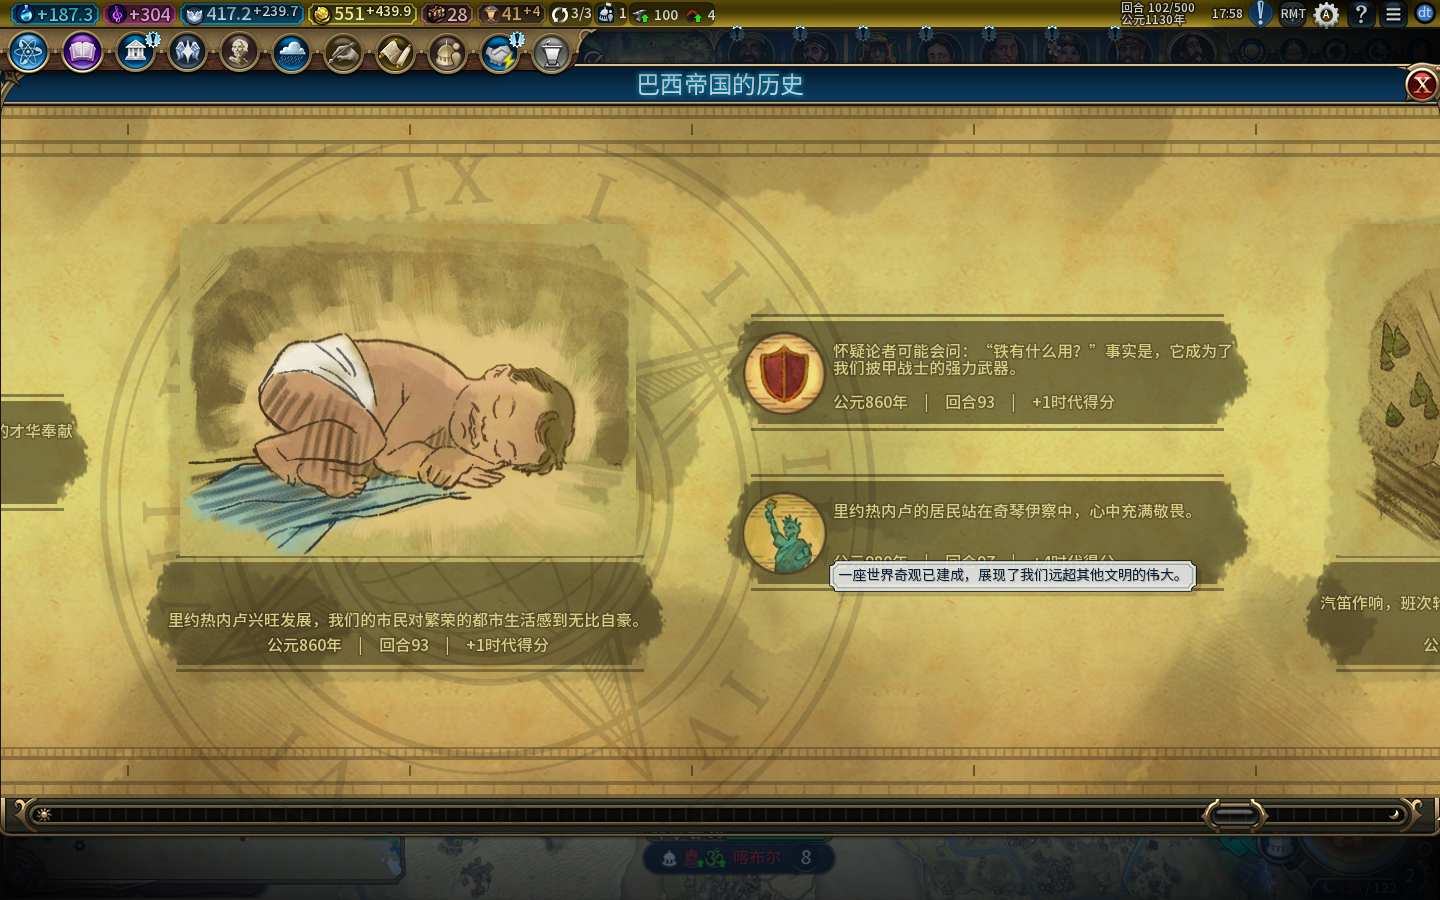 +187.3 +304 417.2 +239.7 551 +439.9 28 41 +4 3/3 1 100 4
回合 102/500
公元1130年
17:58 RMT A ? dt
巴西帝国的历史 X
IX I
的才华奉献
怀疑论者可能会问：“铁有什么用？”事实是，它成为了
我们披甲战士的强力武器。
公元860年 | 回合93 | +1时代得分
里约热内卢的居民站在奇琴伊察中，心中充满敬畏。
一座世界奇观已建成，展现了我们远超其他文明的伟大。
里约热内卢兴旺发展，我们的市民对繁荣的都市生活感到无比自豪。
公元860年 | 回合93 | +1时代得分
汽笛作响，班次
公
喀布尔 8
/122 2